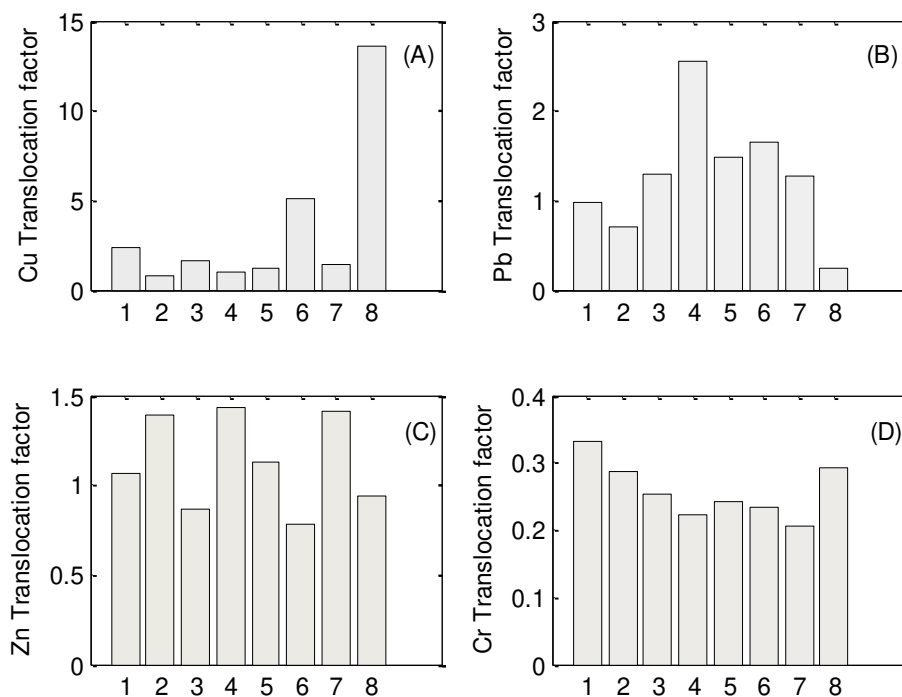 15
10
5
0
Cu Translocation factor
(A)
1 2 3 4 5 6 7 8
3
2
1
0
Pb Translocation factor
(B)
1 2 3 4 5 6 7 8
1.5
1
0.5
0
Zn Translocation factor
(C)
1 2 3 4 5 6 7 8
0.4
0.3
0.2
0.1
0
Cr Translocation factor
(D)
1 2 3 4 5 6 7 8